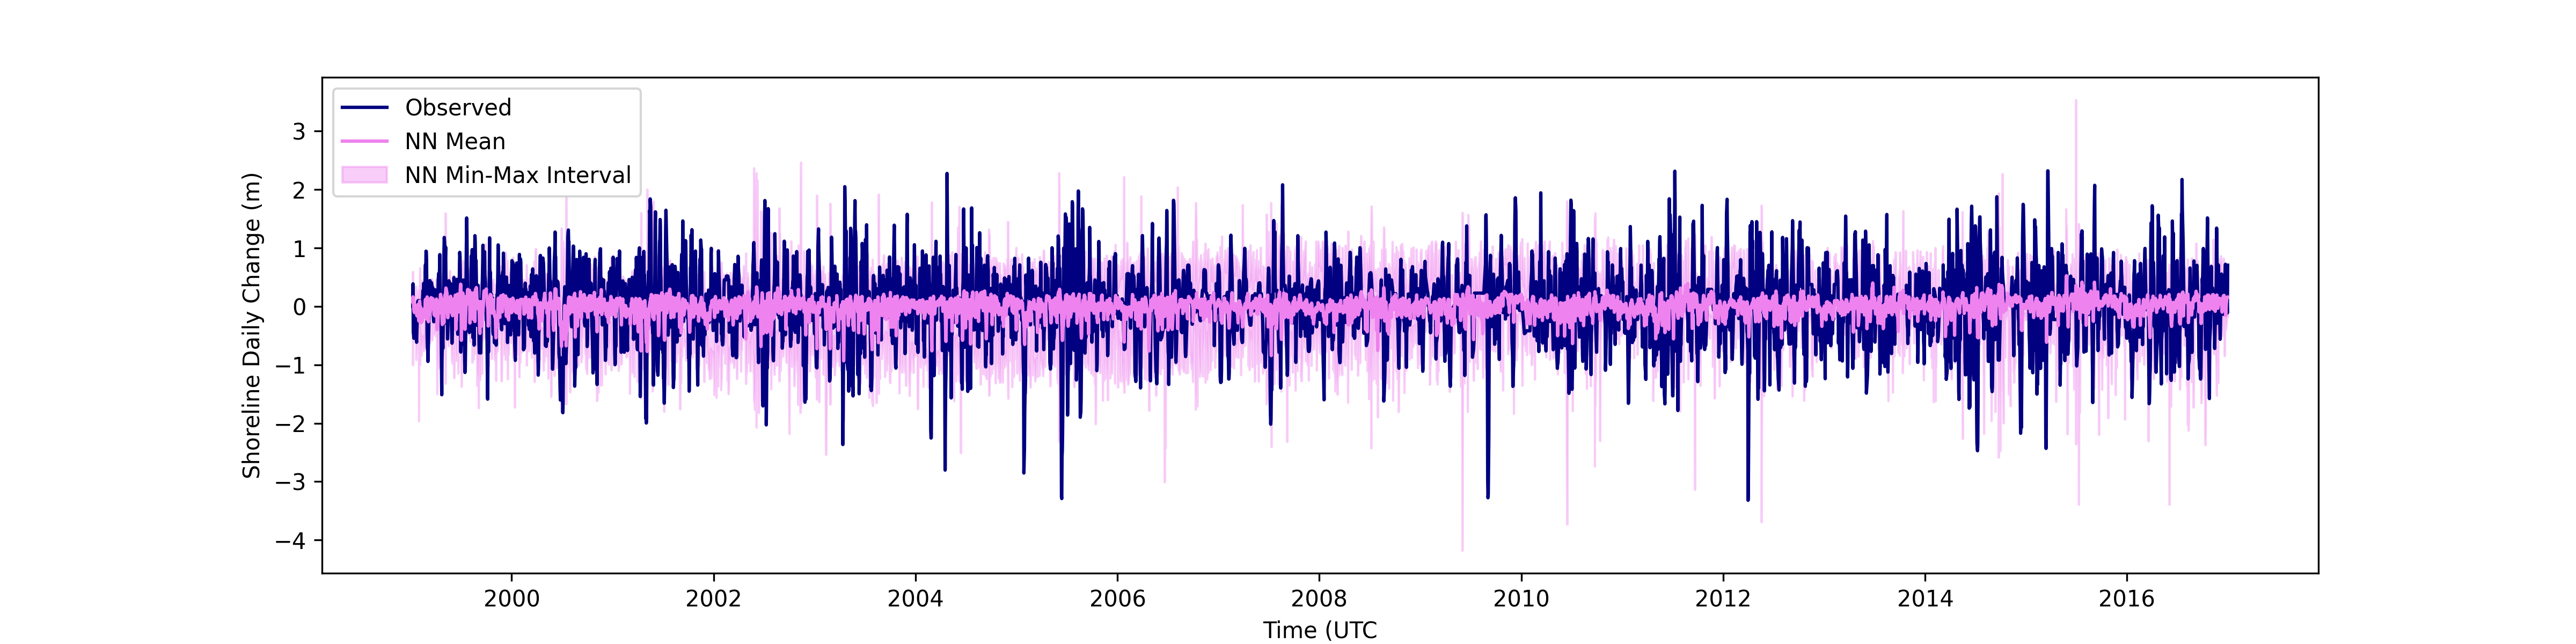 Observed
NN Mean
NN Min-Max Interval
Shoreline Daily Change (m)
3
2
1
0
−1
−2
−3
−4
2000 2002 2004 2006 2008 2010 2012 2014 2016
Time (UTC